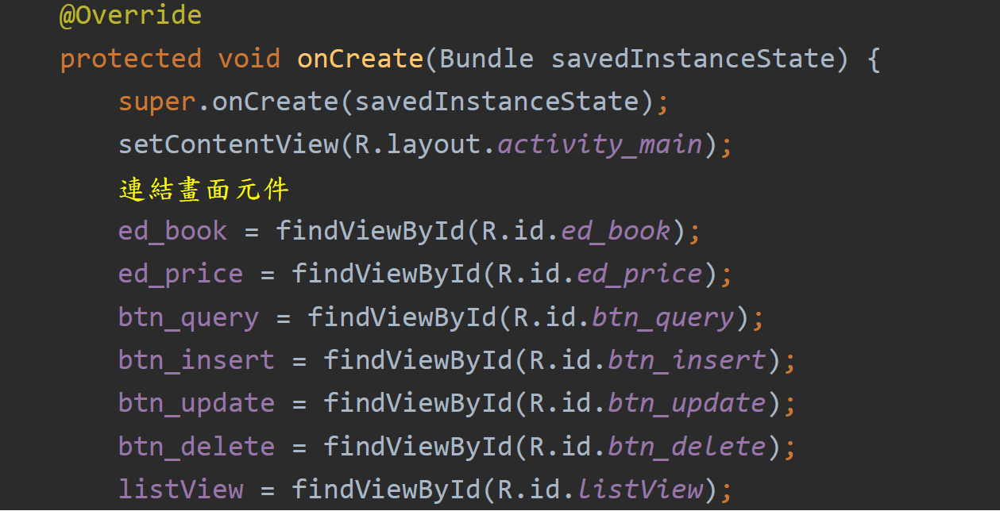 @Override
protected void onCreate(Bundle savedInstanceState) {
super.onCreate(savedInstanceState);
setContentView(R.layout.activity_main);
連結畫面元件
ed_book = findViewById(R.id.ed_book);
ed_price = findViewById(R.id.ed_price);
btn_query = findViewById(R.id.btn_query);
btn_insert = findViewById(R.id.btn_insert);
btn_update = findViewById(R.id.btn_update);
btn_delete = findViewById(R.id.btn_delete);
listView = findViewById(R.id.listView);